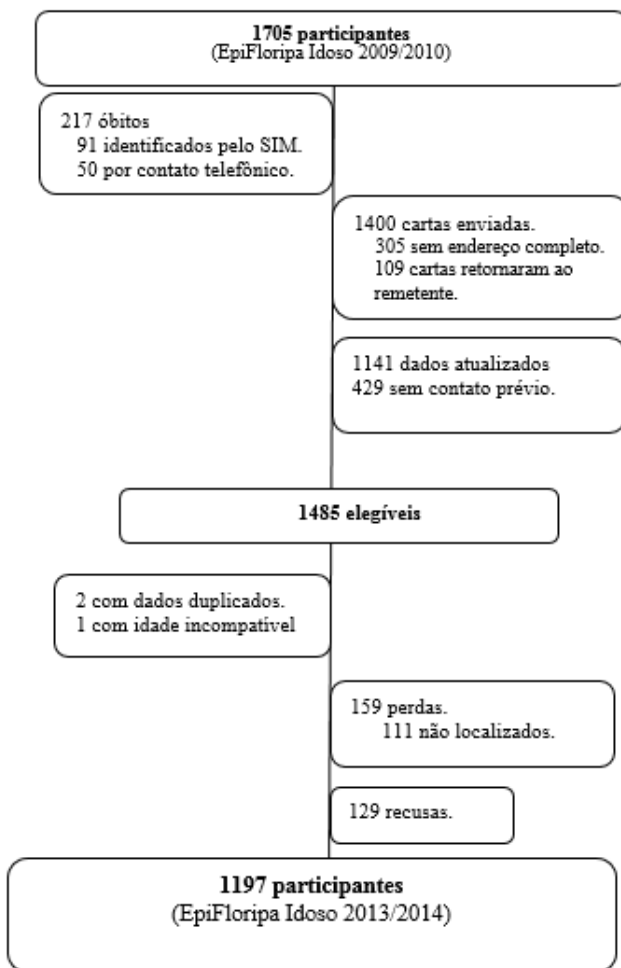 1705 participantes
(EpiFloripa Idoso 2009/2010)
217 óbitos
91 identificados pelo SIM.
50 por contato telefônico.
1400 cartas enviadas.
305 sem endereço completo.
109 cartas retornaram ao
remetente.
1141 dados atualizados
429 sem contato prévio.
1485 elegíveis
2 com dados duplicados.
1 com idade incompatível
159 perdas.
111 não localizados.
129 recusas.
1197 participantes
(EpiFloripa Idoso 2013/2014)